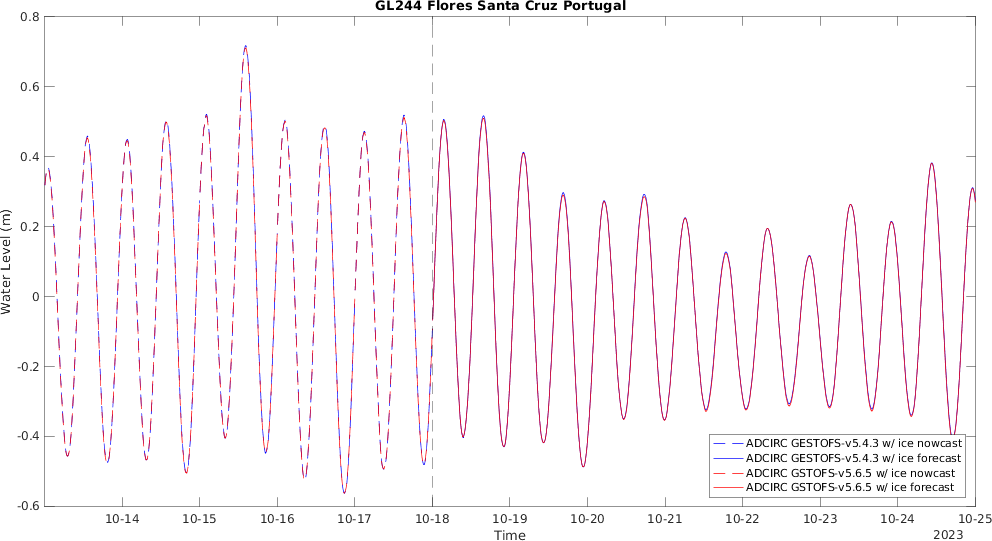 GL244 Flores Santa Cruz Portugal
0.8
0.6
0.4
0.2
0
-0.2
-0.4
-0.6
Water Level (m)
ADCIRC GESTOFS-v5.4.3 w/ ice nowcast
ADCIRC GESTOFS-v5.4.3 w/ ice forecast
ADCIRC GSTOFS-v5.6.5 w/ ice nowcast
ADCIRC GSTOFS-v5.6.5 w/ ice forecast
10-14 10-15 10-16 10-17 10-18 10-19 10-20 10-21 10-22 10-23 10-24 10-25
Time
2023